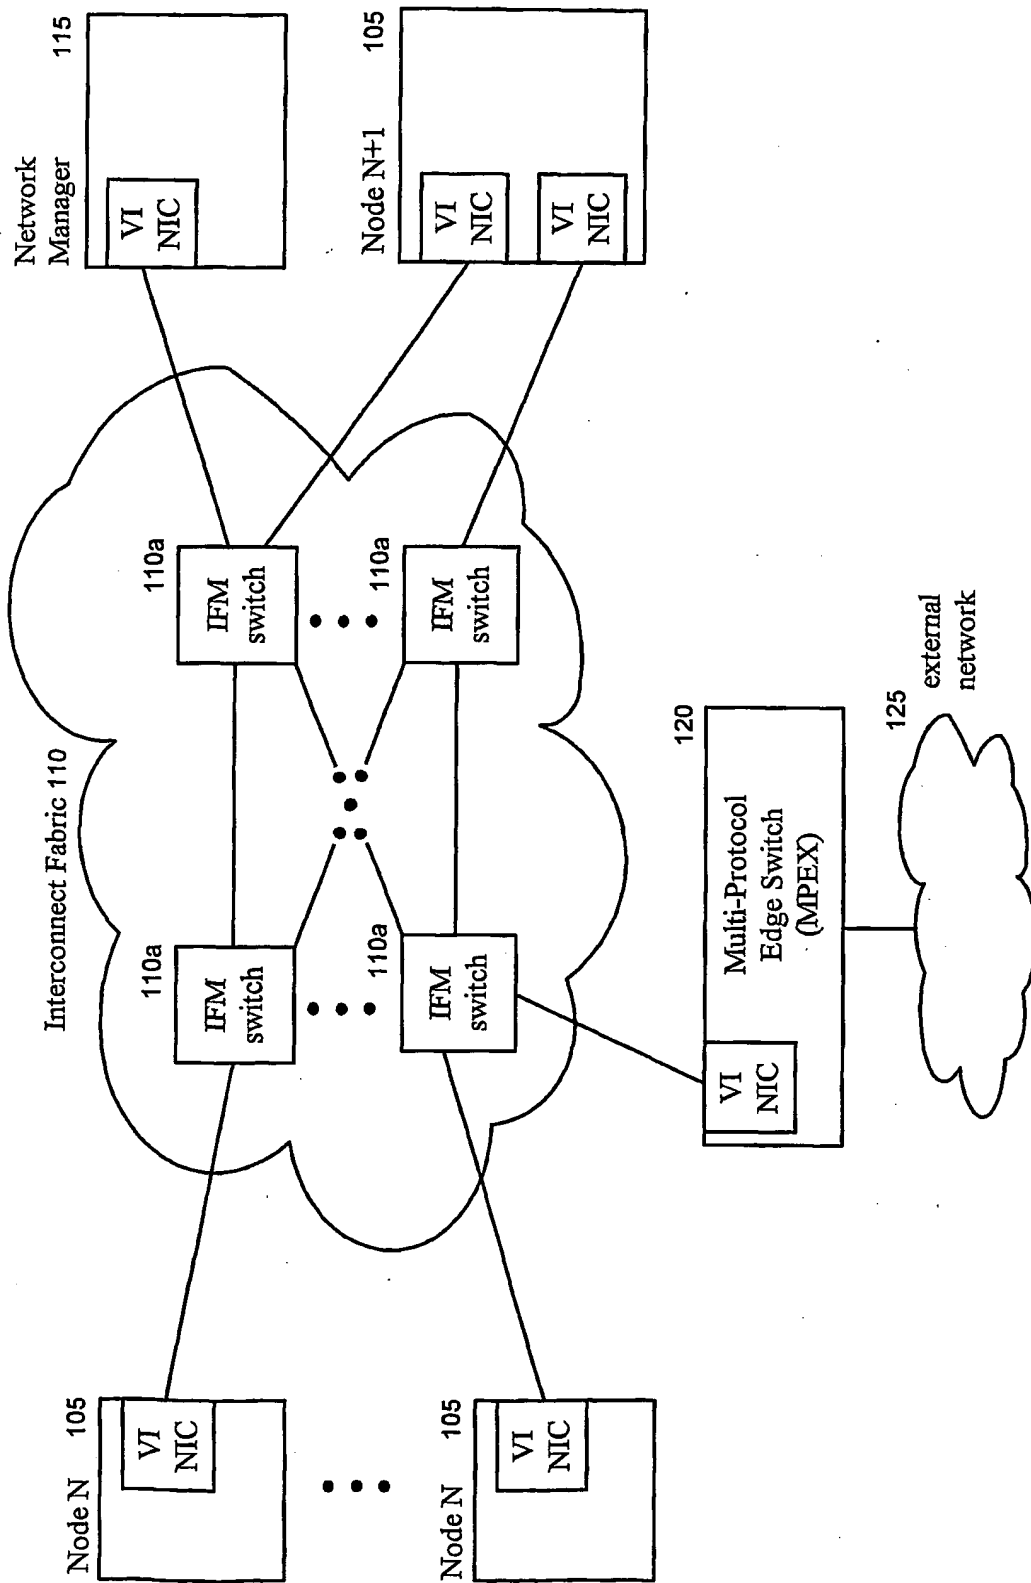 Interconnect Fabric 110
Network
Manager
115
VI
NIC
Node N
105
VI
NIC
110a
IFM
switch
110a
IFM
switch
Node N+1
105
VI
NIC
VI
NIC
Node N
105
VI
NIC
110a
IFM
switch
110a
IFM
switch
120
VI
NIC
Multi-Protocol
Edge Switch
(MPEX)
125
external
network